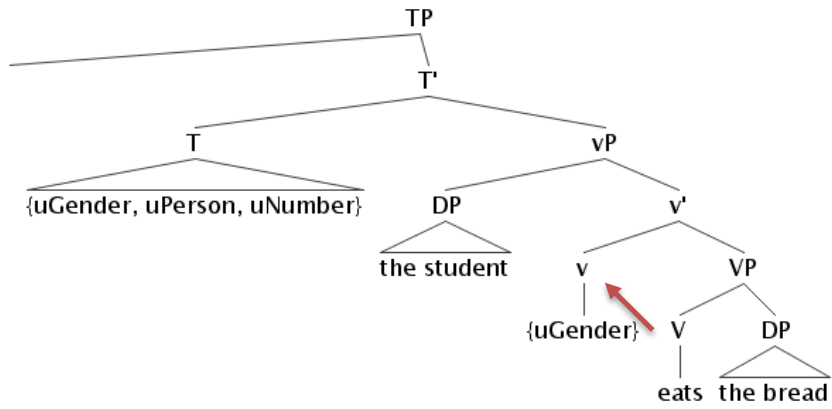 TP
T'
T vP
{uGender, uPerson, uNumber} DP v'
the student v VP
{uGender} V DP
eats the bread